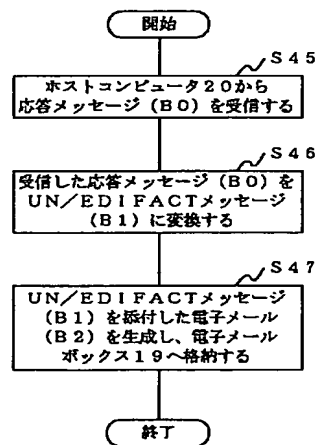 開始
S45
ホストコンピュータ20から
応答メッセージ（B0）を受信する
S46
受信した応答メッセージ（B0）を
UN／EDIFACTメッセージ
（B1）に変換する
S47
UN／EDIFACTメッセージ
（B1）を添付した電子メール
（B2）を生成し、電子メール
ボックス19へ格納する
終了